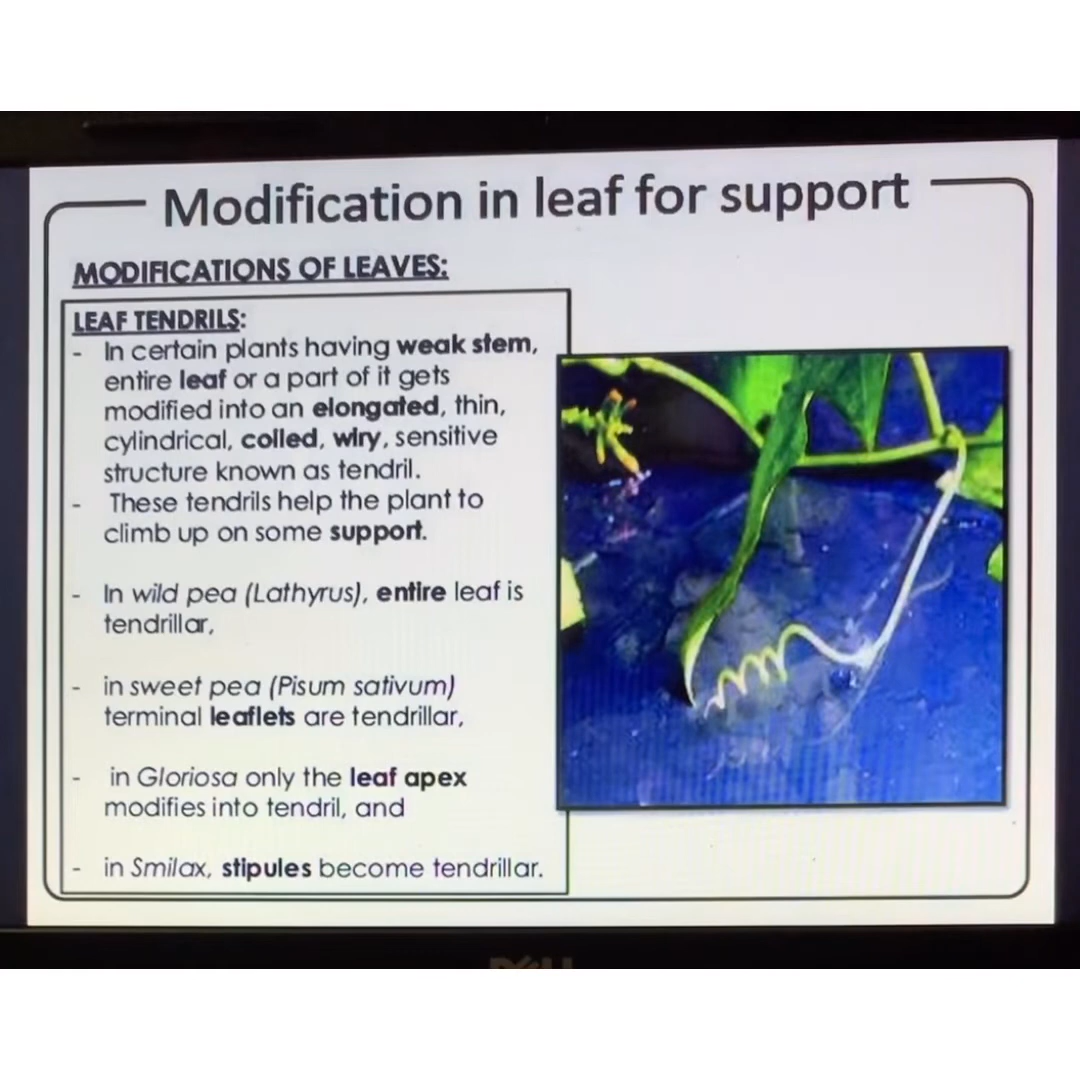 Modification in leaf for support
MODIFICATIONS OF LEAVES:
LEAF TENDRILS:
- In certain plants having weak stem,
entire leaf or a part of it gets
modified into an elongated, thin,
cylindrical, coiled, wiry, sensitive
structure known as tendril.
- These tendrils help the plant to
climb up on some support.
- In wild pea (Lathyrus), entire leaf is
tendrillar,
- in sweet pea (Pisum sativum)
terminal leaflets are tendrillar,
- in Gloriosa only the leaf apex
modifies into tendril, and
- in Smilax, stipules become tendrillar.